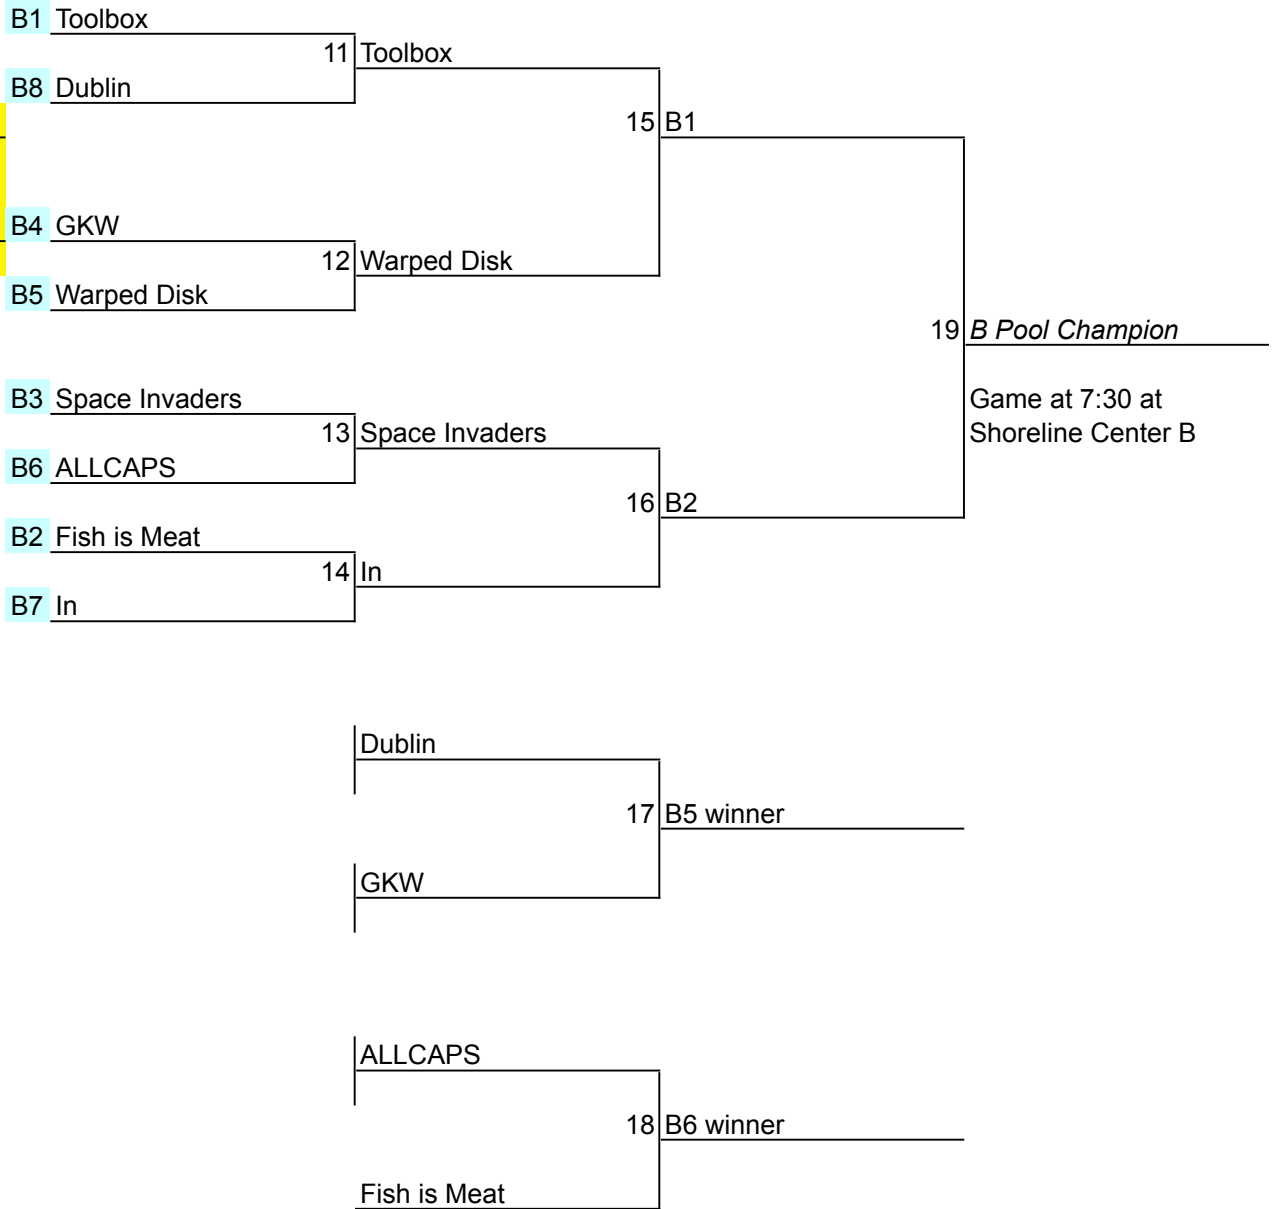 B1 Toolbox
11 Toolbox
B8 Dublin
15 B1
B4 GKW
12 Warped Disk
B5 Warped Disk
19 B Pool Champion
B3 Space Invaders
Game at 7:30 at
13 Space Invaders
Shoreline Center B
B6 ALLCAPS
16 B2
B2 Fish is Meat
14 In
B7 In
Dublin
17 B5 winner
GKW
ALLCAPS
18 B6 winner
Fish is Meat